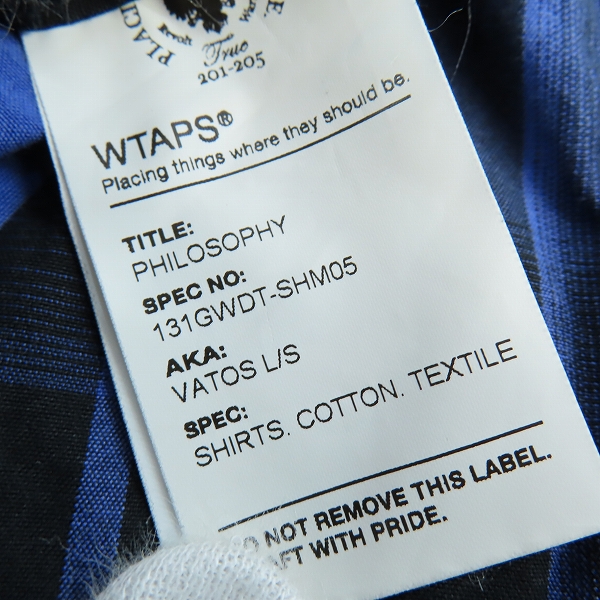 PLACI
True
201-205
WTAPS®
Placing things where they should be.
TITLE:
PHILOSOPHY
SPEC NO:
131GWDT-SHM05
AKA:
VATOS L/S
SPEC:
SHIRTS. COTTON. TEXTILE
NOT REMOVE THIS LABEL.
WITH PRIDE.